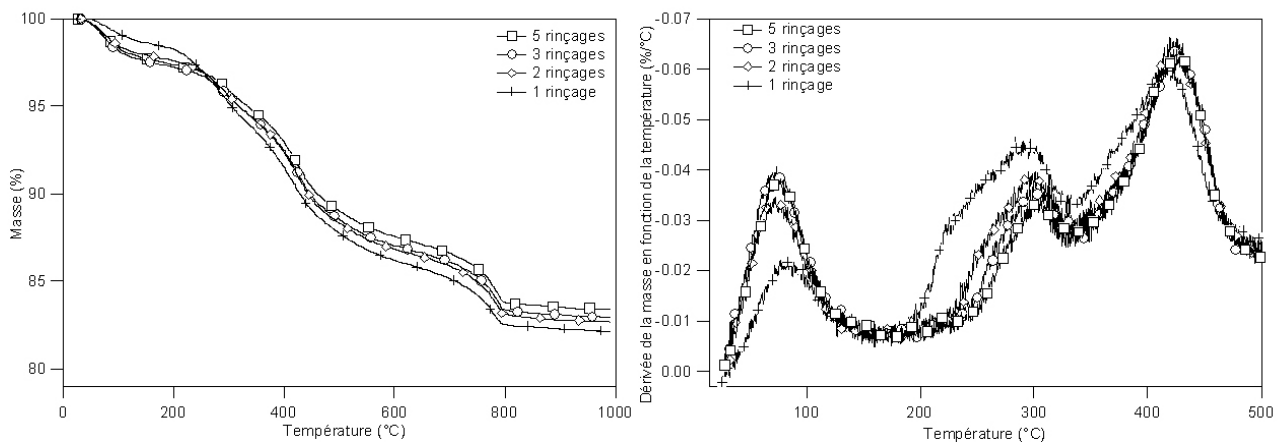 100
95
90
85
80
Masse (%)
5 rinçages
3 rinçages
2 rinçages
1 rinçage
0
200
400
600
800
1000
Température (°C)
-0.07
-0.06
-0.05
-0.04
-0.03
-0.02
-0.01
0.00
Dérivée de la masse en fonction de la température (%/°C)
5 rinçages
3 rinçages
2 rinçages
1 rinçage
100
200
300
400
500
Température (°C)